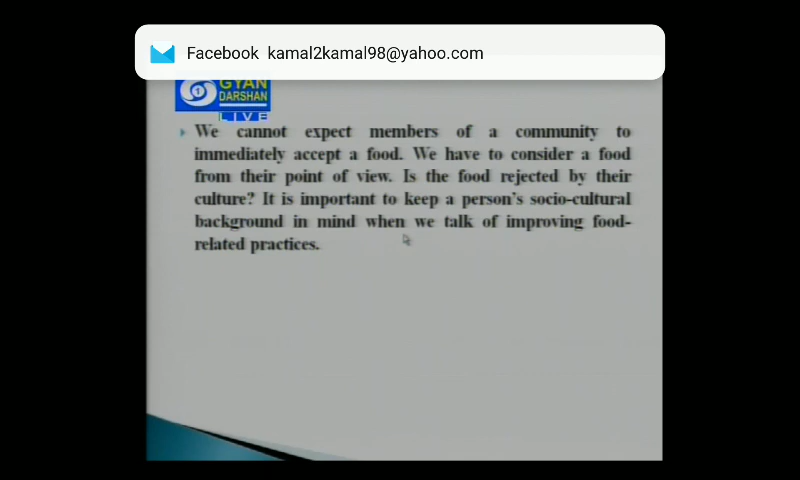 Facebook kamal2kamal98@yahoo.com
GYAN
DARSHAN
LIVE
We cannot expect members of a community to
immediately accept a food. We have to consider a food
from their point of view. Is the food rejected by their
culture? It is important to keep a person's socio-cultural
background in mind when we talk of improving food-
related practices.